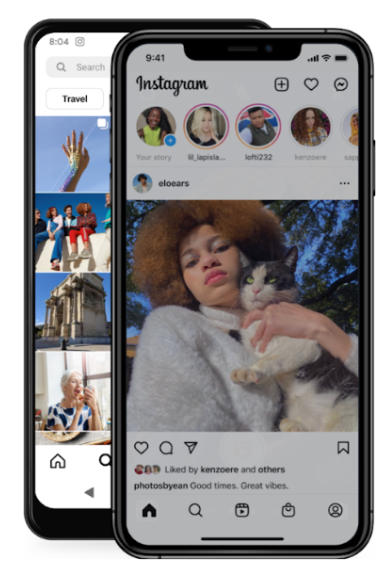 8:04
Search
Travel
9:41
Instagram
Your story
lil_lapisla...
lofti232
kenzoere
eloears
Liked by kenzoere and others
photosbyean Good times. Great vibes.